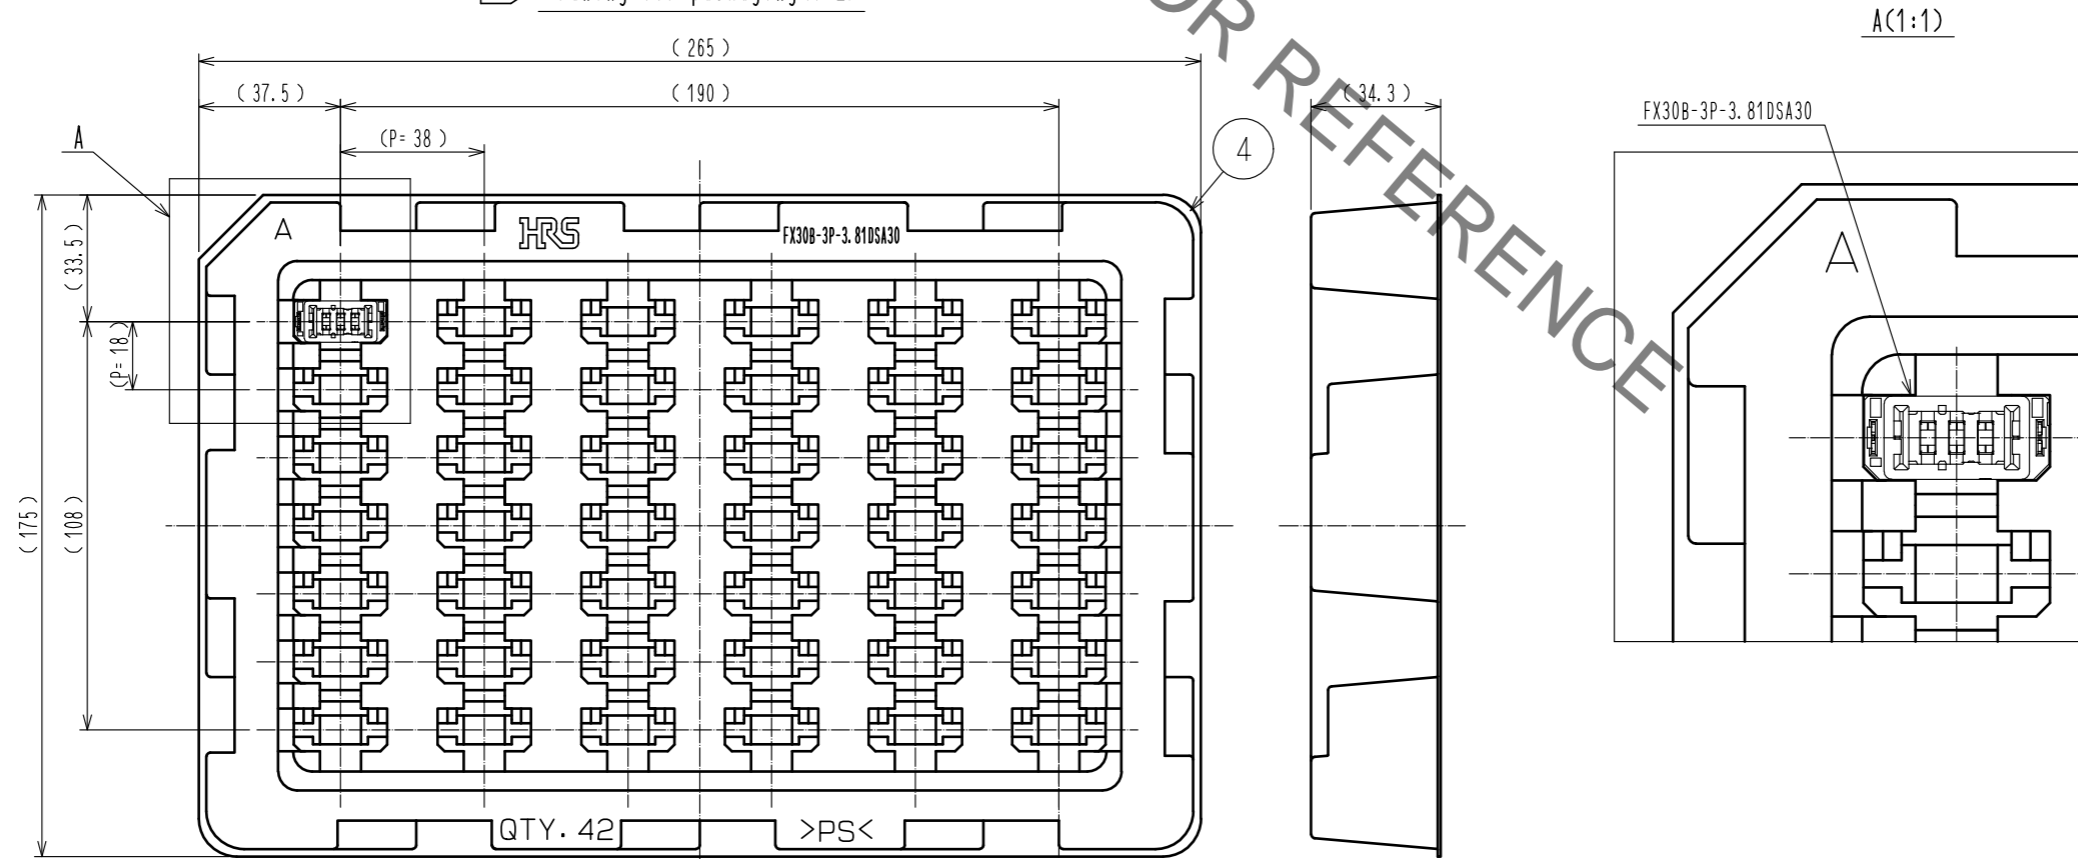 A(1:1)
FOR REFERENCE
( 265 )
( 37.5 )
( 190 )
( 34.3 )
(P= 38 )
FX30B-3P-3.81DSA30
A
4
A
HRS
FX30B-3P-3.81DSA30
A
( 33.5 )
(P= 18)
( 175 )
( 108 )
QTY. 42
>PS<